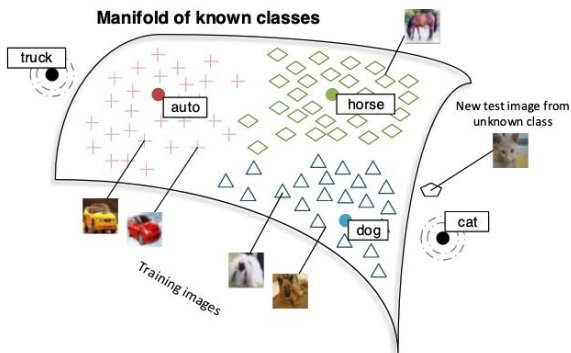 Manifold of known classes
truck
auto
horse
New test image from
unknown class
cat
dog
Training images